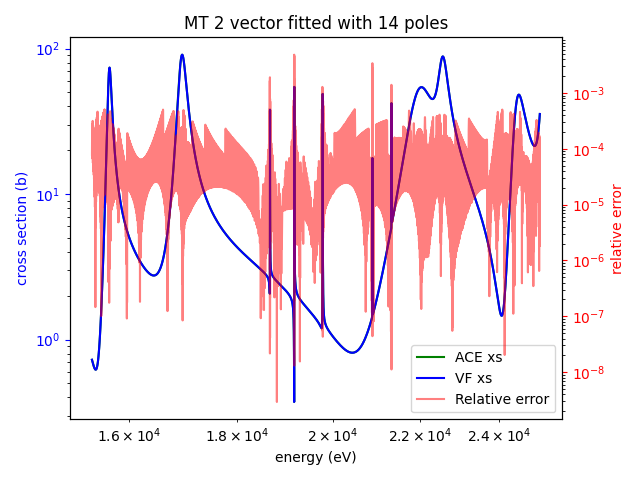 MT 2 vector fitted with 14 poles
cross section (b)
10² 10¹ 10⁰
10⁻³ 10⁻⁴ 10⁻⁵ 10⁻⁶ 10⁻⁷ 10⁻⁸
relative error
ACE xs
VF xs
Relative error
1.6 × 10⁴ 1.8 × 10⁴ 2 × 10⁴ 2.2 × 10⁴ 2.4 × 10⁴
energy (eV)